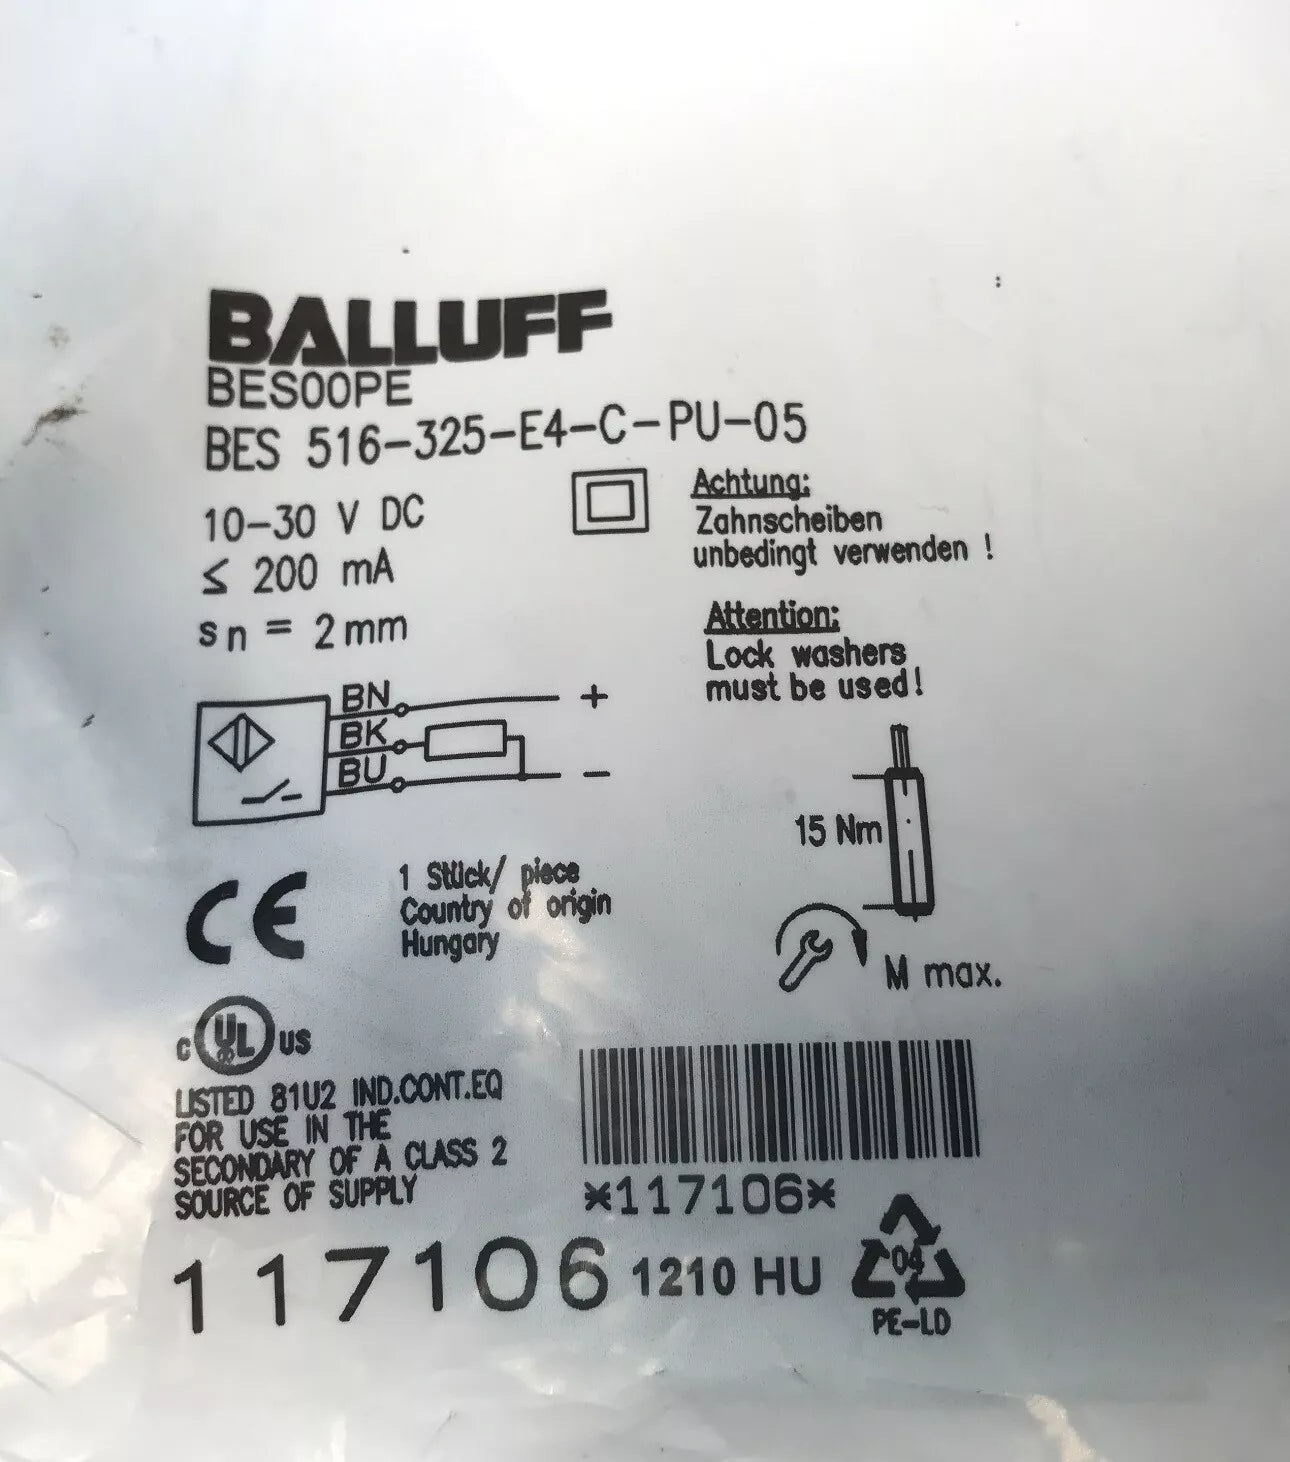 BALLUFF
BES00PE
BES 516-325-E4-C-PU-05
10-30 V DC
≤ 200 mA
sn = 2mm
Achtung:
Zahnscheiben
unbedingt verwenden !
Attention:
Lock washers
must be used!
BN +
BK
BU -
15 Nm
M max.
CE
1 Stück/ piece
Country of origin
Hungary
c UL us
LISTED 81U2 IND.CONT.EQ
FOR USE IN THE
SECONDARY OF A CLASS 2
SOURCE OF SUPPLY
*117106*
117106 1210 HU
04
PE-LD